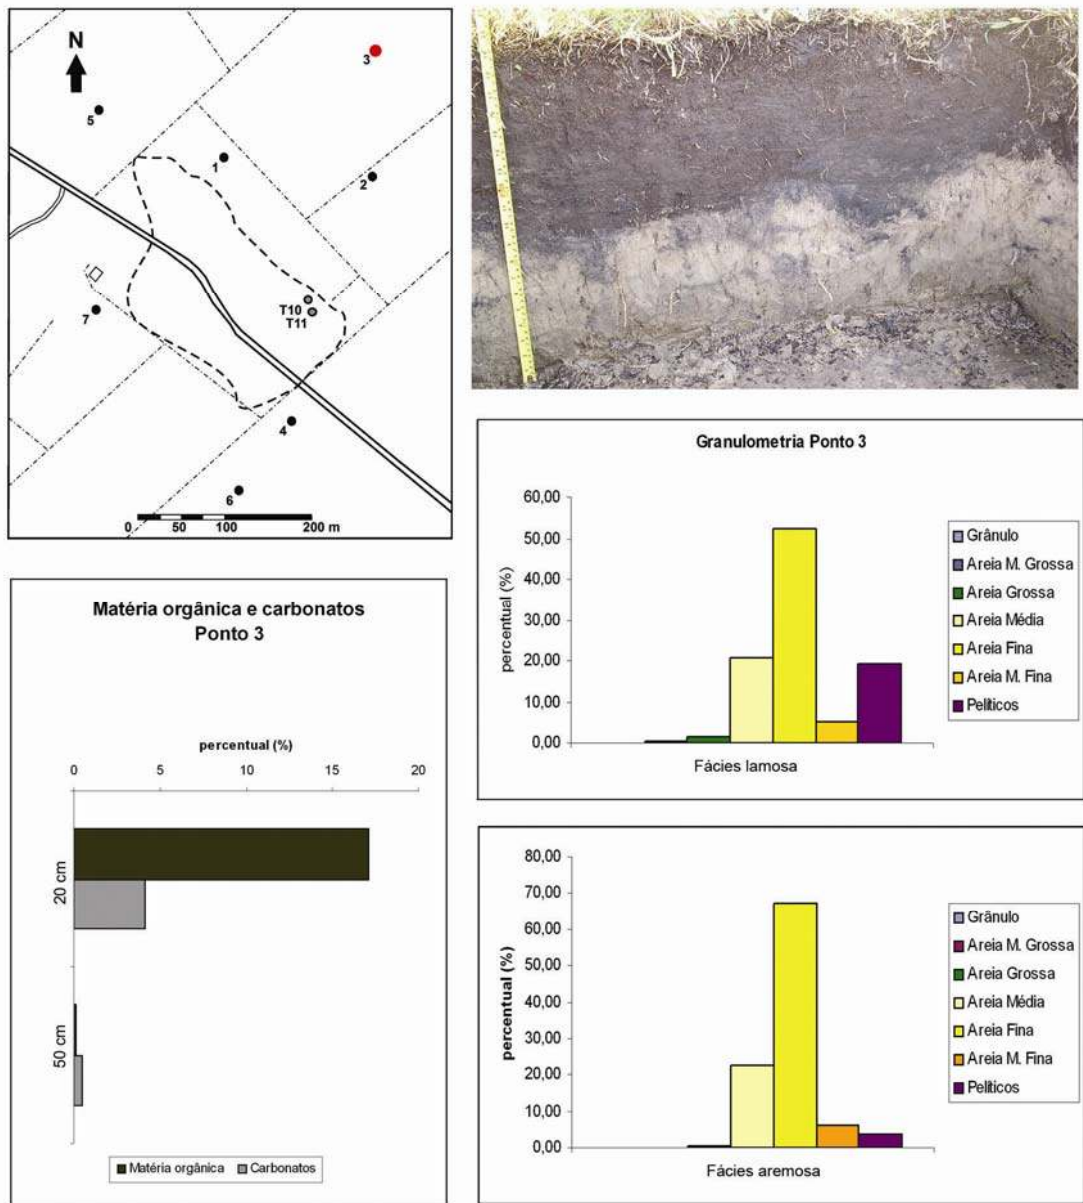 N
3
5
1
2
T10
T11
7
4
6
0 50 100 200 m
Granulometria Ponto 3
percentual (%)
60,00
50,00
40,00
30,00
20,00
10,00
0,00
Fácies lamosa
Grânulo
Areia M. Grossa
Areia Grossa
Areia Média
Areia Fina
Areia M. Fina
Pelíticos
Matéria orgânica e carbonatos
Ponto 3
percentual (%)
0 5 10 15 20
20 cm
50 cm
Matéria orgânica Carbonatos
percentual (%)
80,00
70,00
60,00
50,00
40,00
30,00
20,00
10,00
0,00
Fácies aremosa
Grânulo
Areia M. Grossa
Areia Grossa
Areia Média
Areia Fina
Areia M. Fina
Pelíticos